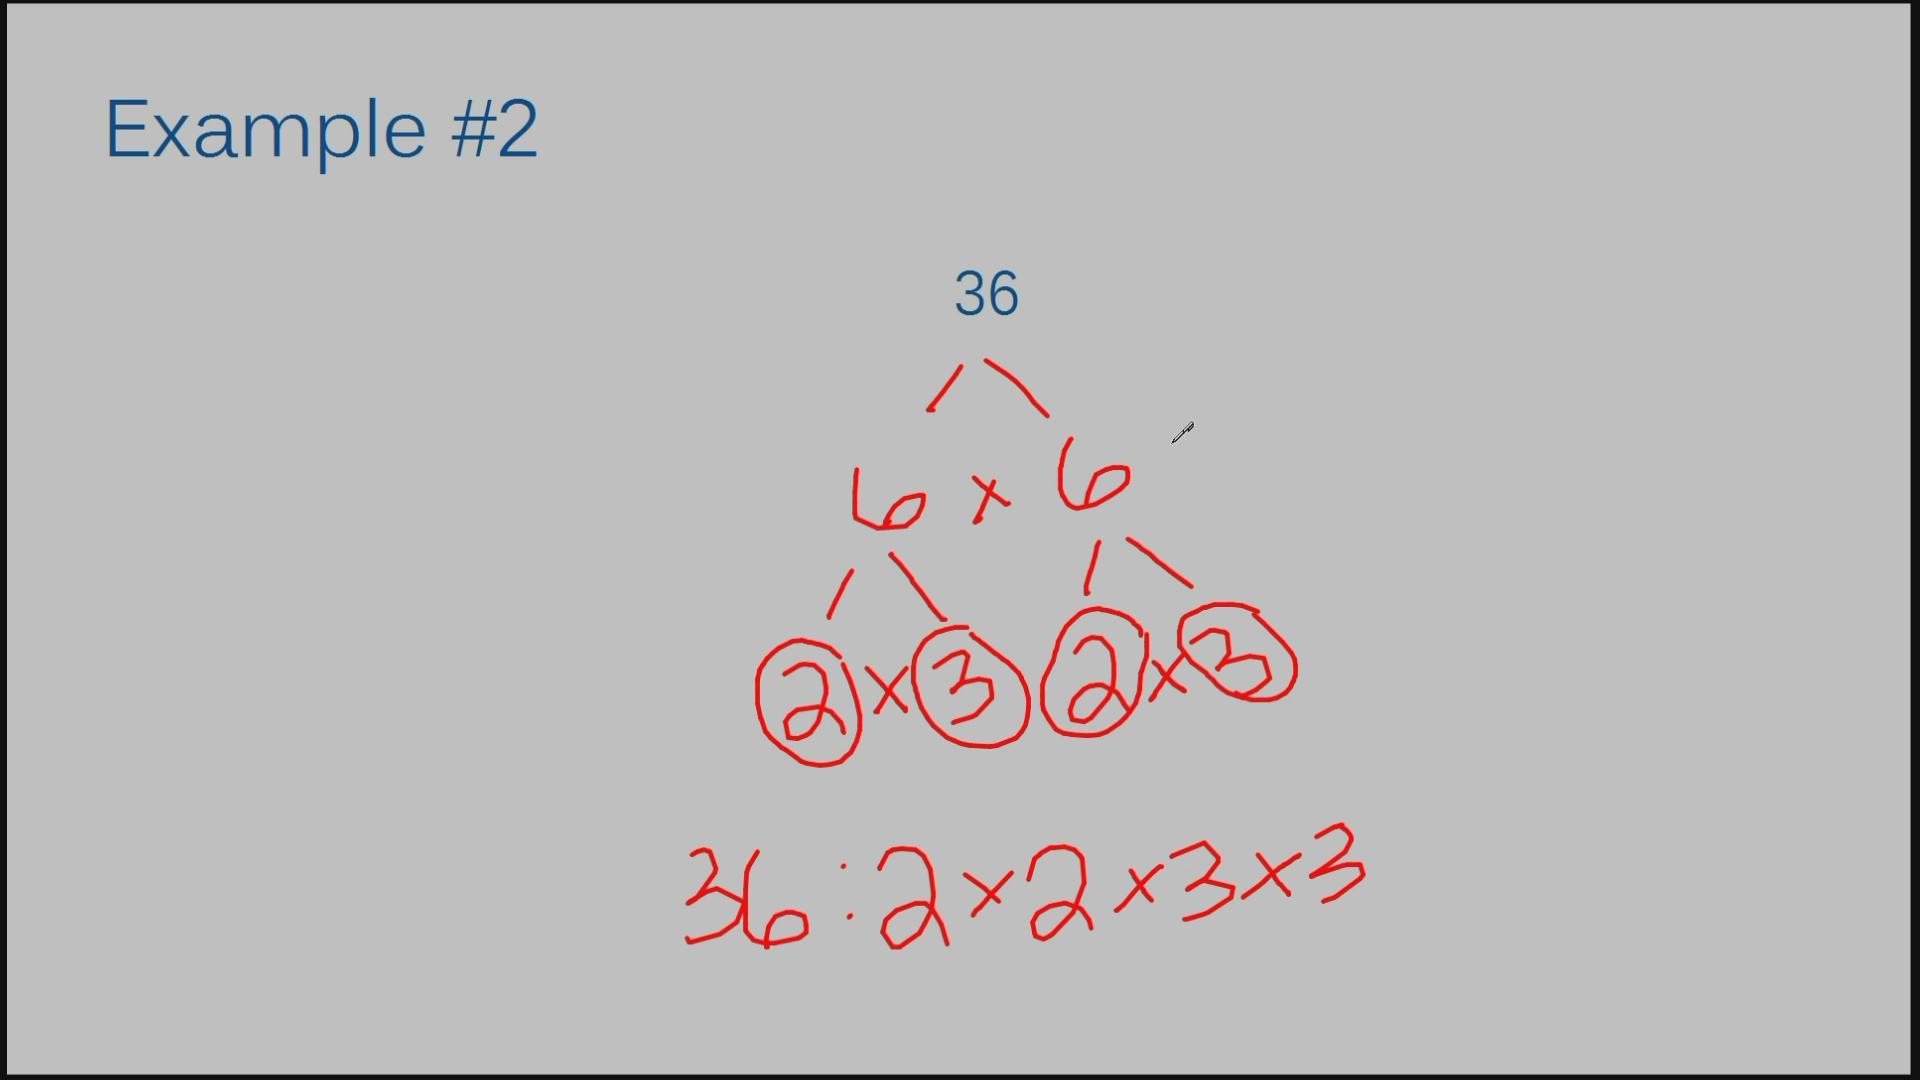 Example #2
36
6 x 6
2 x 3 2 x 3
36 : 2 x 2 x 3 x 3